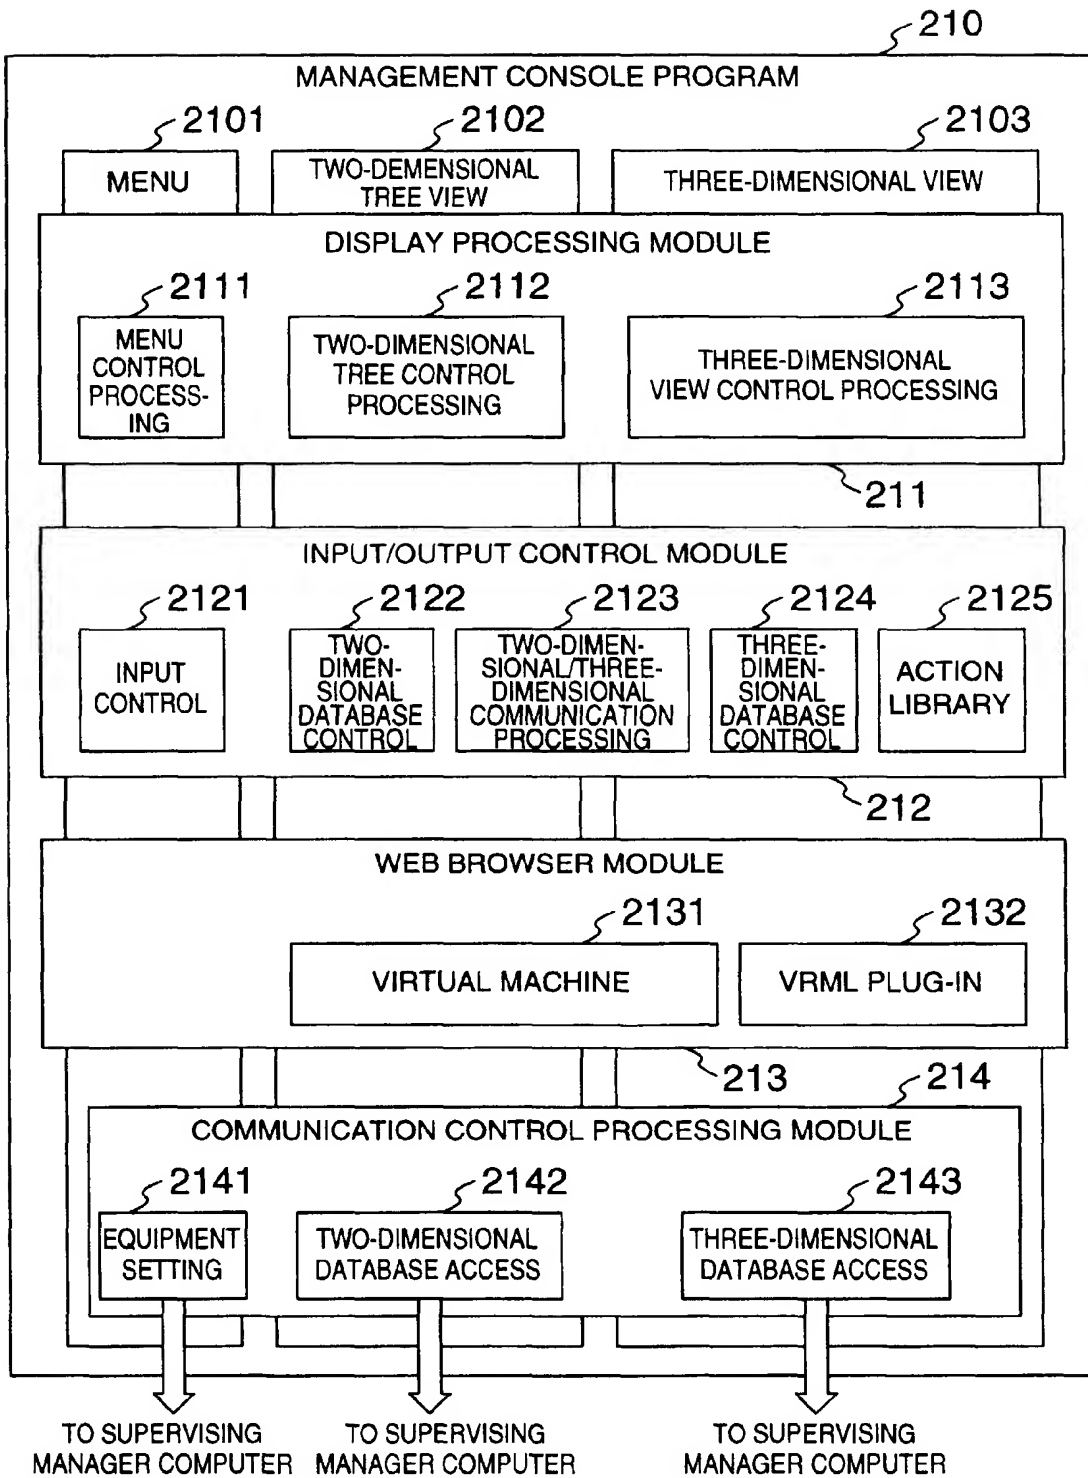 210
MANAGEMENT CONSOLE PROGRAM
2101
2102
2103
MENU
TWO-DEMENSIONAL
TREE VIEW
THREE-DIMENSIONAL VIEW
DISPLAY PROCESSING MODULE
2111
2112
2113
MENU
CONTROL
PROCESS-
ING
TWO-DIMENSIONAL
TREE CONTROL
PROCESSING
THREE-DIMENSIONAL
VIEW CONTROL PROCESSING
211
INPUT/OUTPUT CONTROL MODULE
2121
2122
2123
2124
2125
INPUT
CONTROL
TWO-
DIMEN-
SIONAL
DATABASE
CONTROL
TWO-DIMEN-
SIONAL/THREE-
DIMENSIONAL
COMMUNICATION
PROCESSING
THREE-
DIMEN-
SIONAL
DATABASE
CONTROL
ACTION
LIBRARY
212
WEB BROWSER MODULE
2131
2132
VIRTUAL MACHINE
VRML PLUG-IN
213
214
COMMUNICATION CONTROL PROCESSING MODULE
2141
2142
2143
EQUIPMENT
SETTING
TWO-DIMENSIONAL
DATABASE ACCESS
THREE-DIMENSIONAL
DATABASE ACCESS
TO SUPERVISING
MANAGER COMPUTER
TO SUPERVISING
MANAGER COMPUTER
TO SUPERVISING
MANAGER COMPUTER